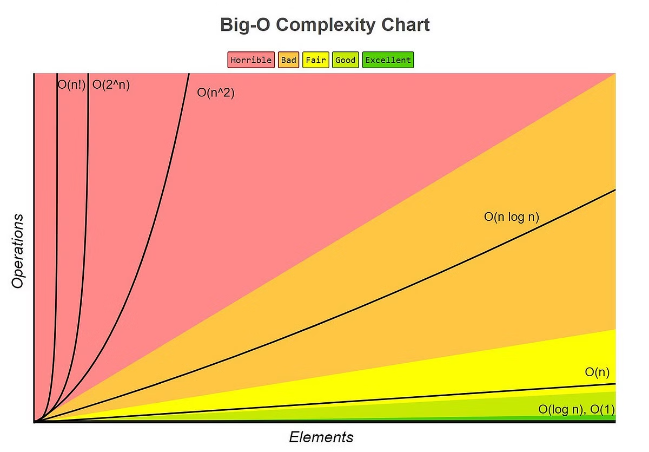 Big-O Complexity Chart
Horrible Bad Fair Good Excellent
O(n!) O(2^n)
O(n^2)
O(n log n)
O(n)
O(log n), O(1)
Operations
Elements